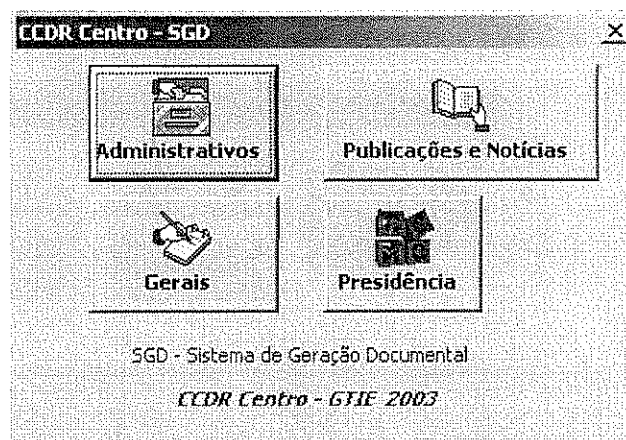 CCDR Centro - SGD
Administrativos
Publicações e Notícias
Gerais
Presidência
SGD - Sistema de Geração Documental
CCDR Centro - GTIE 2003